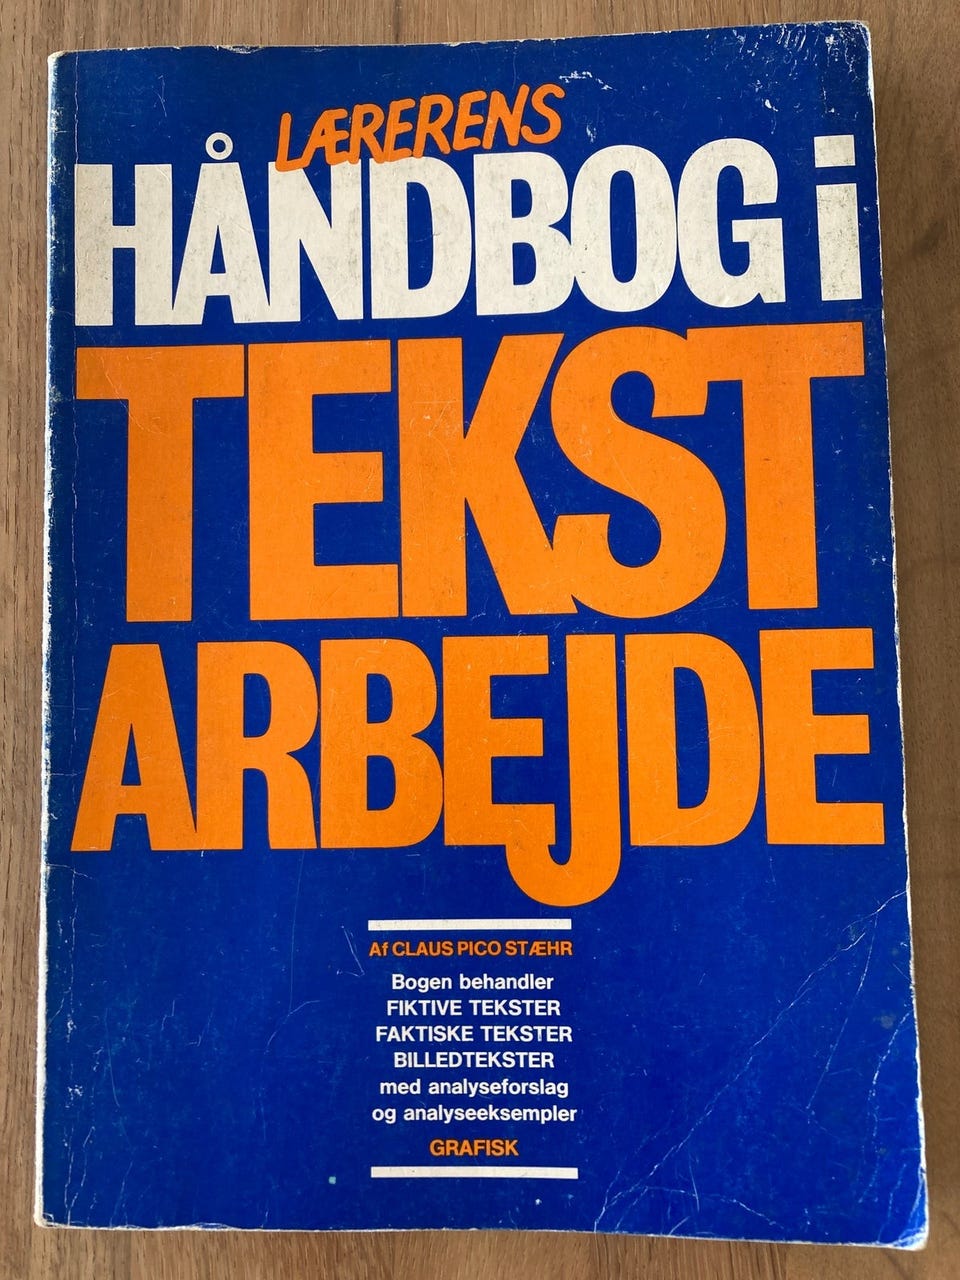 LÆRERENS
HÅNDBOG i
TEKST
ARBEJDE
Af CLAUS PICO STÆHR
Bogen behandler
FIKTIVE TEKSTER
FAKTISKE TEKSTER
BILLEDTEKSTER
med analyseforslag
og analyseeksempler
GRAFISK